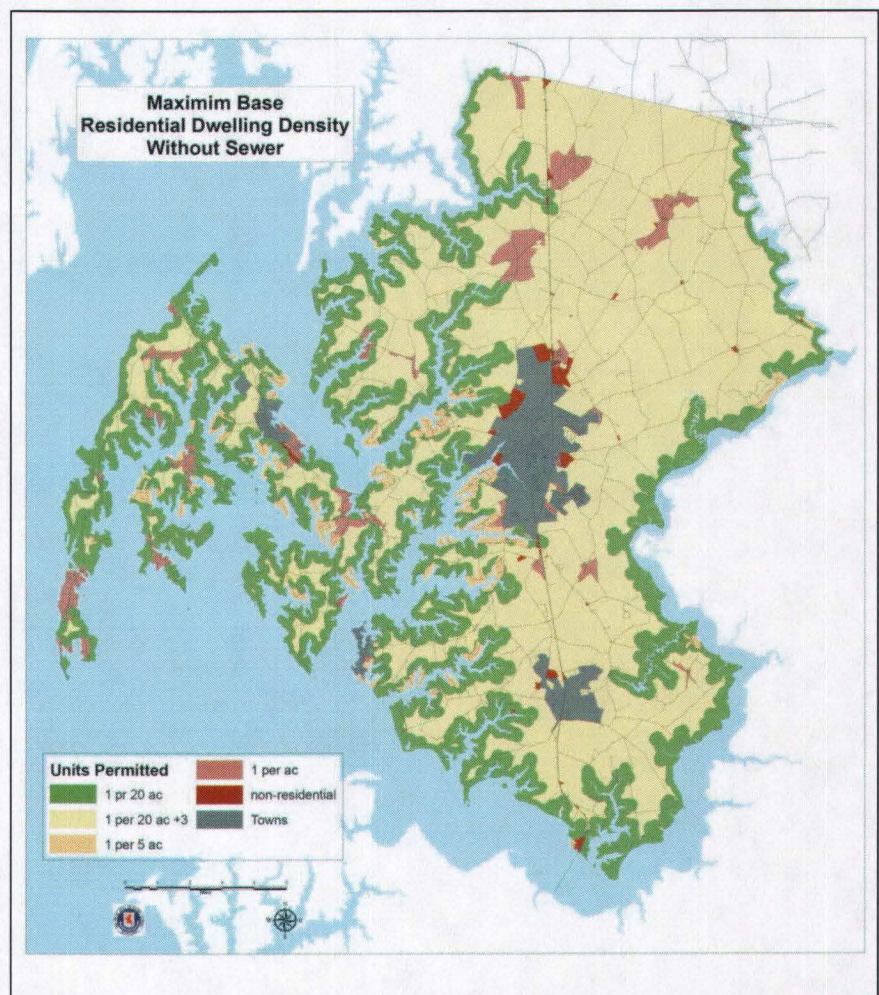 Maximim Base
Residential Dwelling Density
Without Sewer
Units Permitted
1 pr 20 ac
1 per 20 ac +3
1 per 5 ac
1 per ac
non-residential
Towns